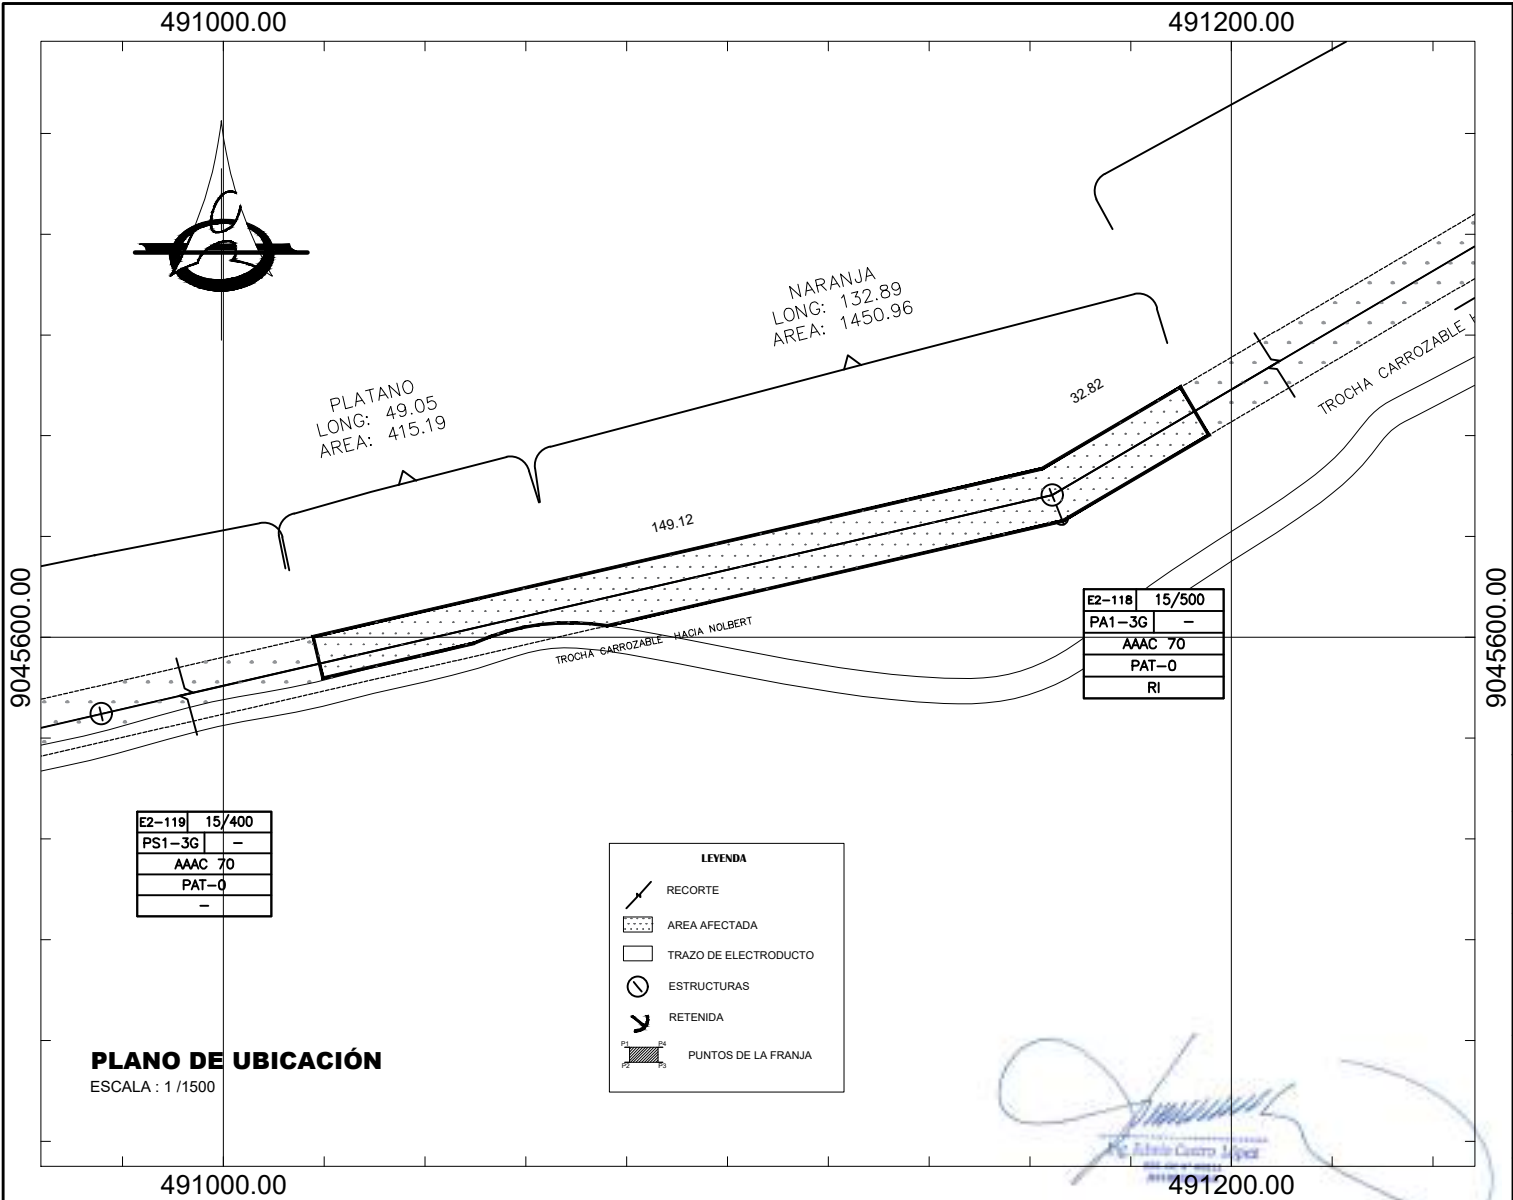 491000.00
491200.00
NARANJA
LONG: 132.89
AREA: 1450.96
PLATANO
LONG: 49.05
AREA: 415.19
32.82
TROCHA CARROZABLE H
149.12
9045600.00
9045600.00
TROCHA CARROZABLE HACIA NOLBERT
E2-118 15/500
PA1-3G -
AAAC 70
PAT-0
RI
E2-119 15/400
PS1-3G -
AAAC 70
PAT-0
-
LEYENDA
RECORTE
AREA AFECTADA
TRAZO DE ELECTRODUCTO
ESTRUCTURAS
RETENIDA
P1 P4
PUNTOS DE LA FRANJA
P2 P3
PLANO DE UBICACIÓN
ESCALA : 1 /1500
Castro López
491000.00
491200.00